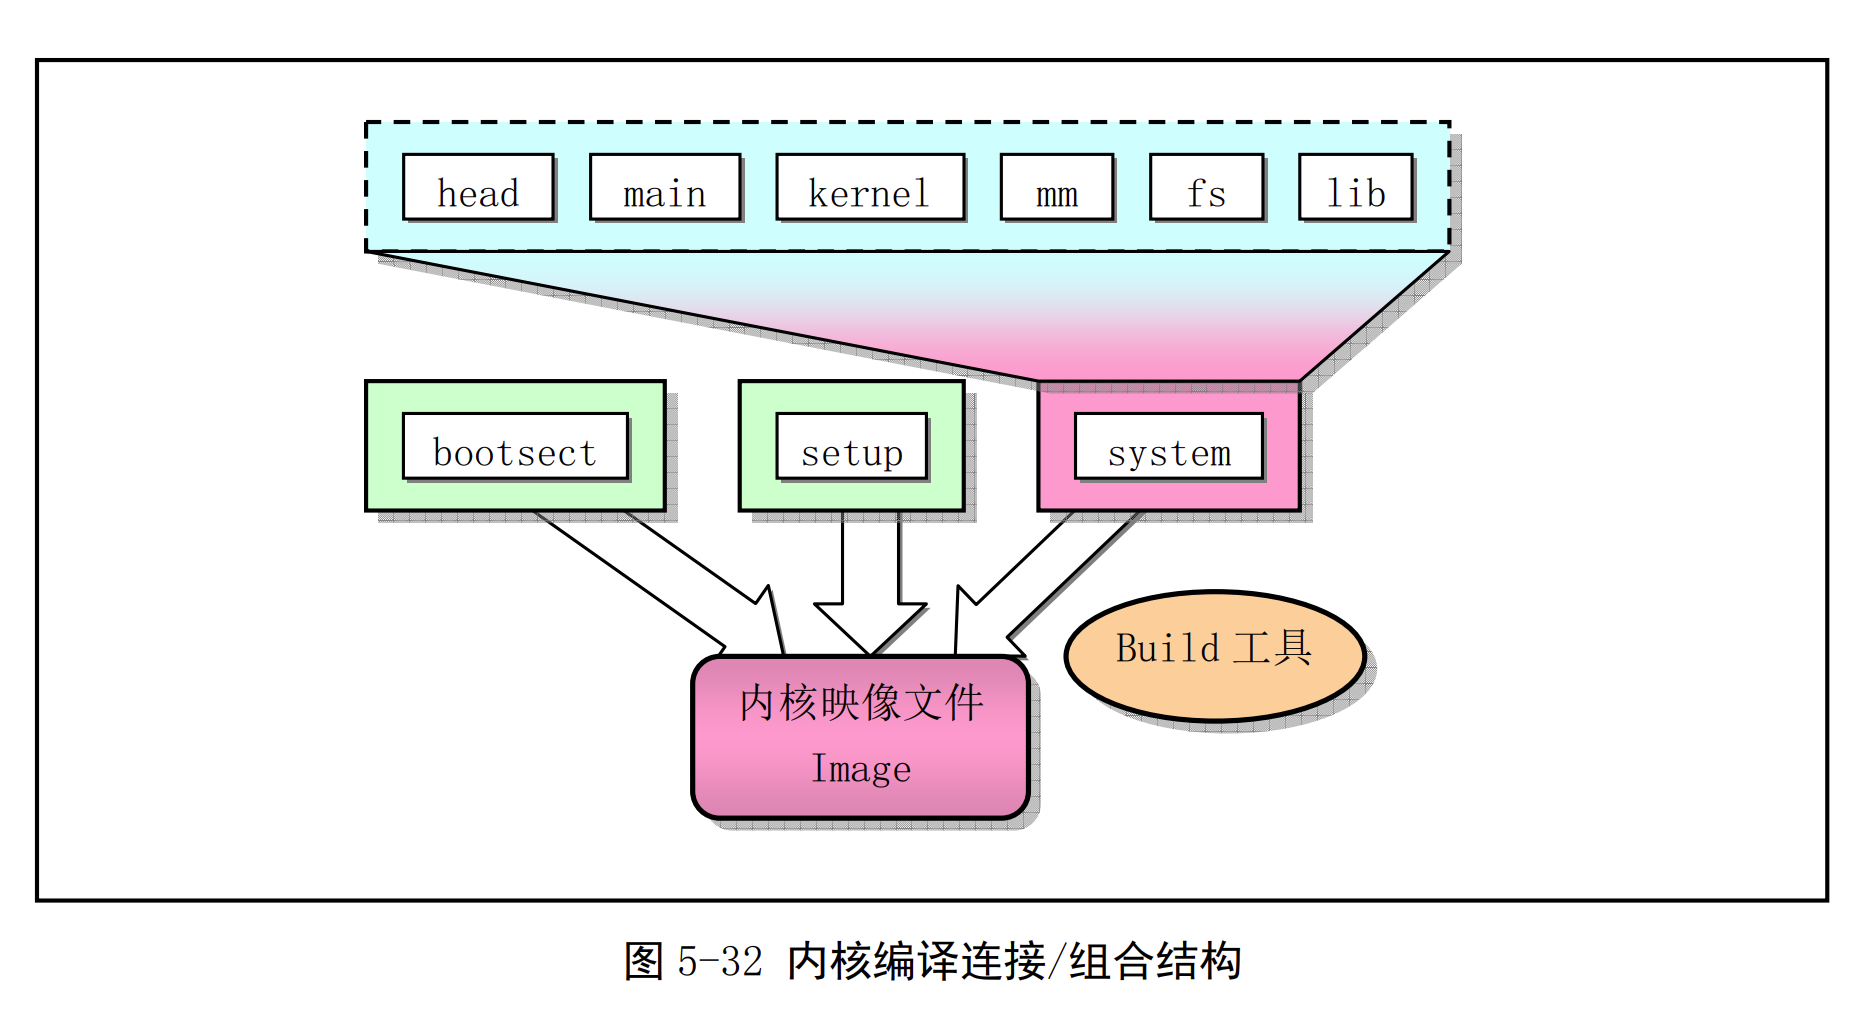 head
main
kernel
mm
fs
lib
bootsect
setup
system
Build 工具
内核映像文件
Image
图 5-32 内核编译连接/组合结构